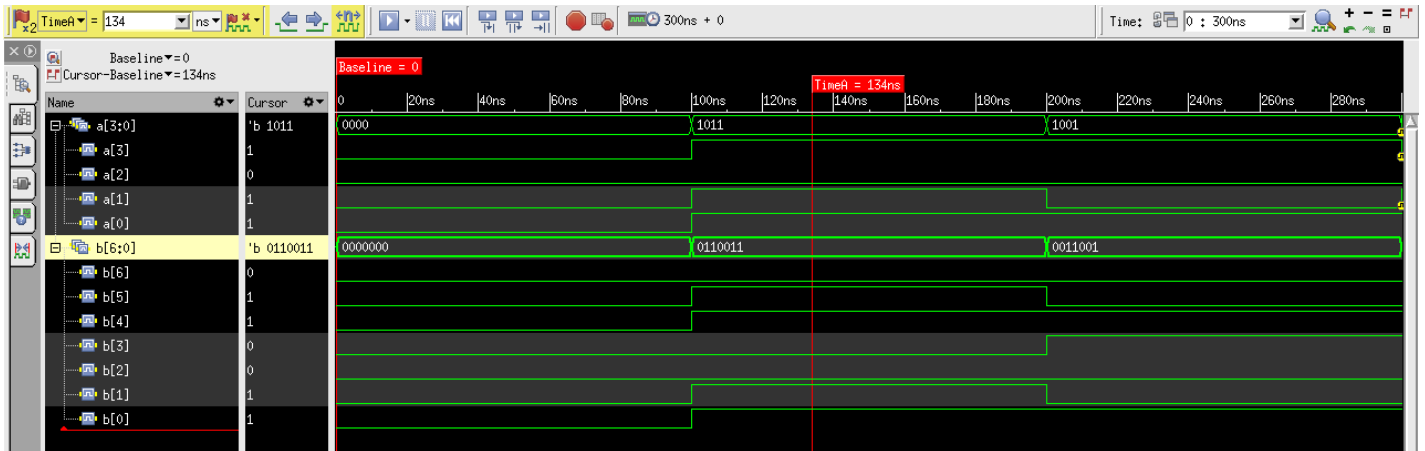 x2 TimeA▾ = 134 ns▾ 300ns + 0 Time: 0 : 300ns
Baseline▾=0
Cursor-Baseline▾=134ns
Baseline = 0
TimeA = 134ns
Name Cursor 0 20ns 40ns 60ns 80ns 100ns 120ns 140ns 160ns 180ns 200ns 220ns 240ns 260ns 280ns
a[3:0] 'b 1011 0000 1011 1001
a[3] 1
a[2] 0
a[1] 1
a[0] 1
b[6:0] 'b 0110011 0000000 0110011 0011001
b[6] 0
b[5] 1
b[4] 1
b[3] 0
b[2] 0
b[1] 1
b[0] 1